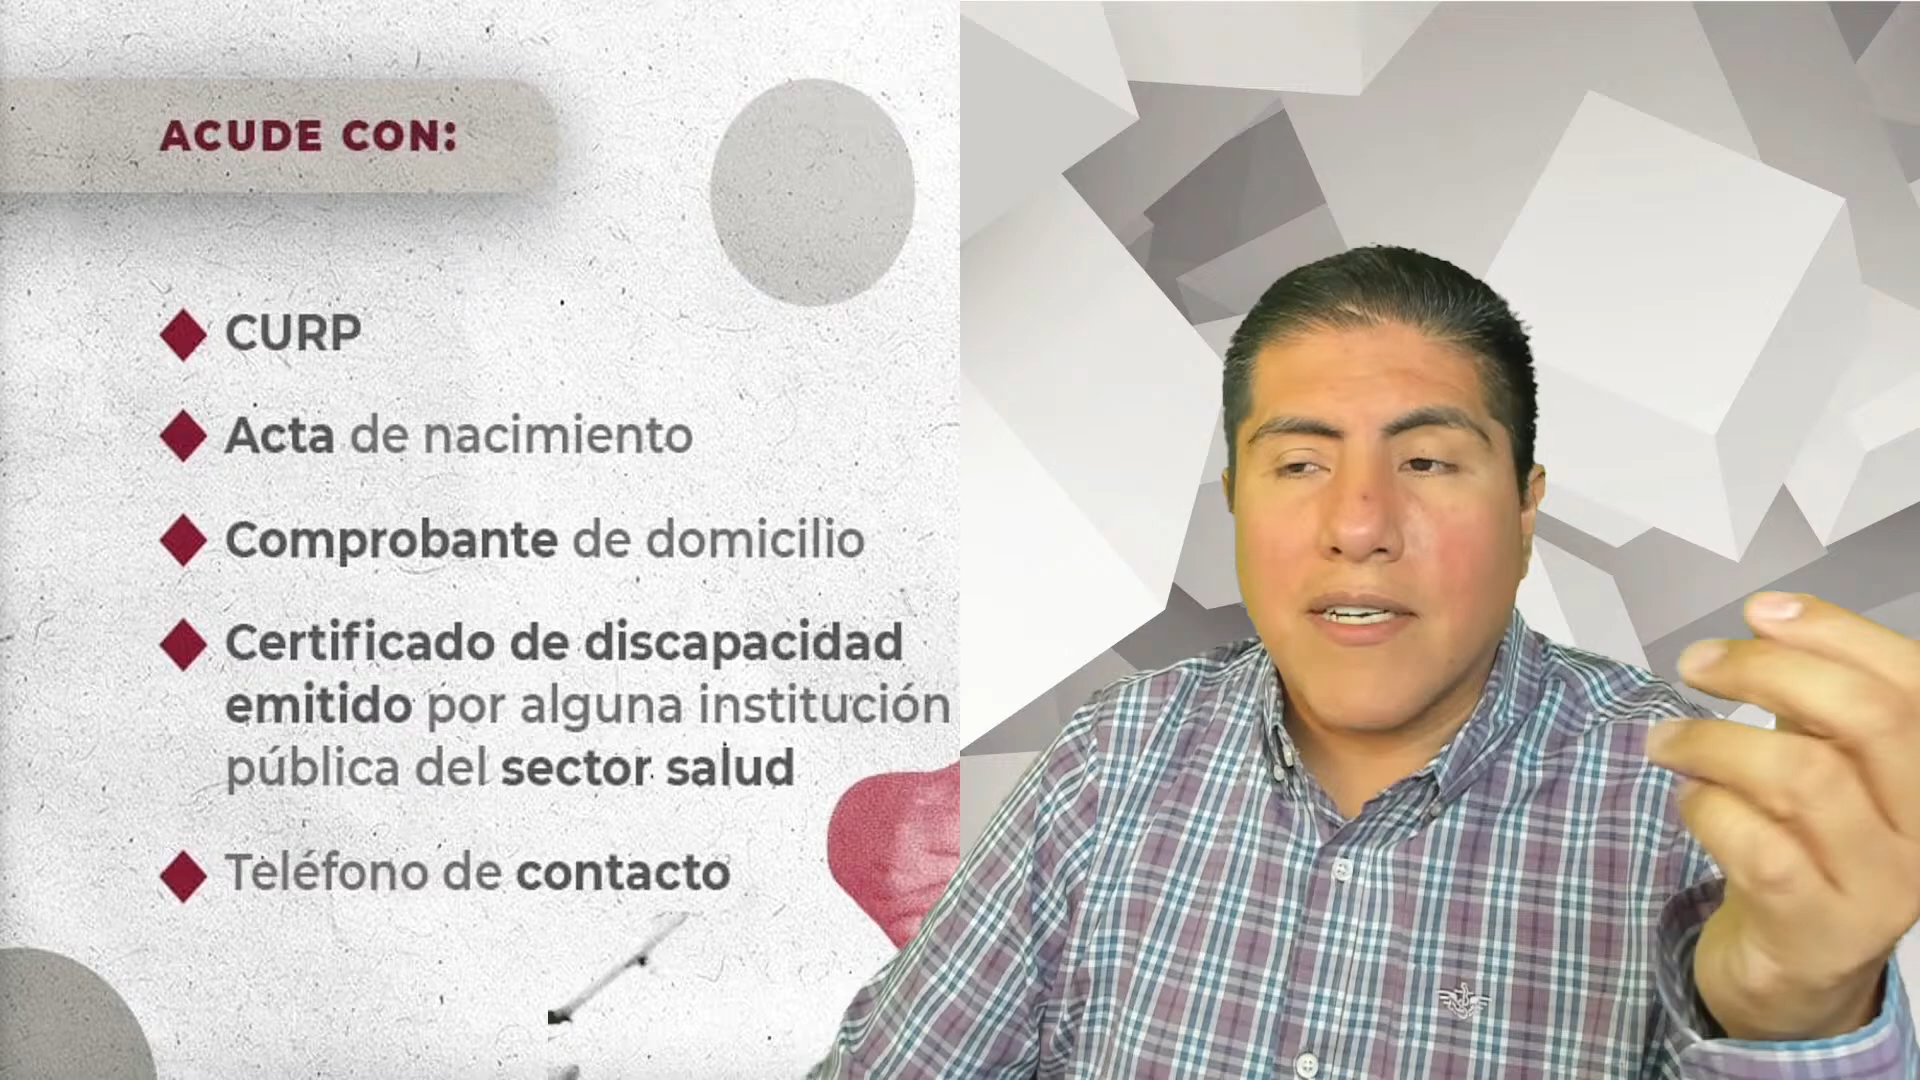 ACUDE CON:
CURP
Acta de nacimiento
Comprobante de domicilio
Certificado de discapacidad
emitido por alguna institución
pública del sector salud
Teléfono de contacto